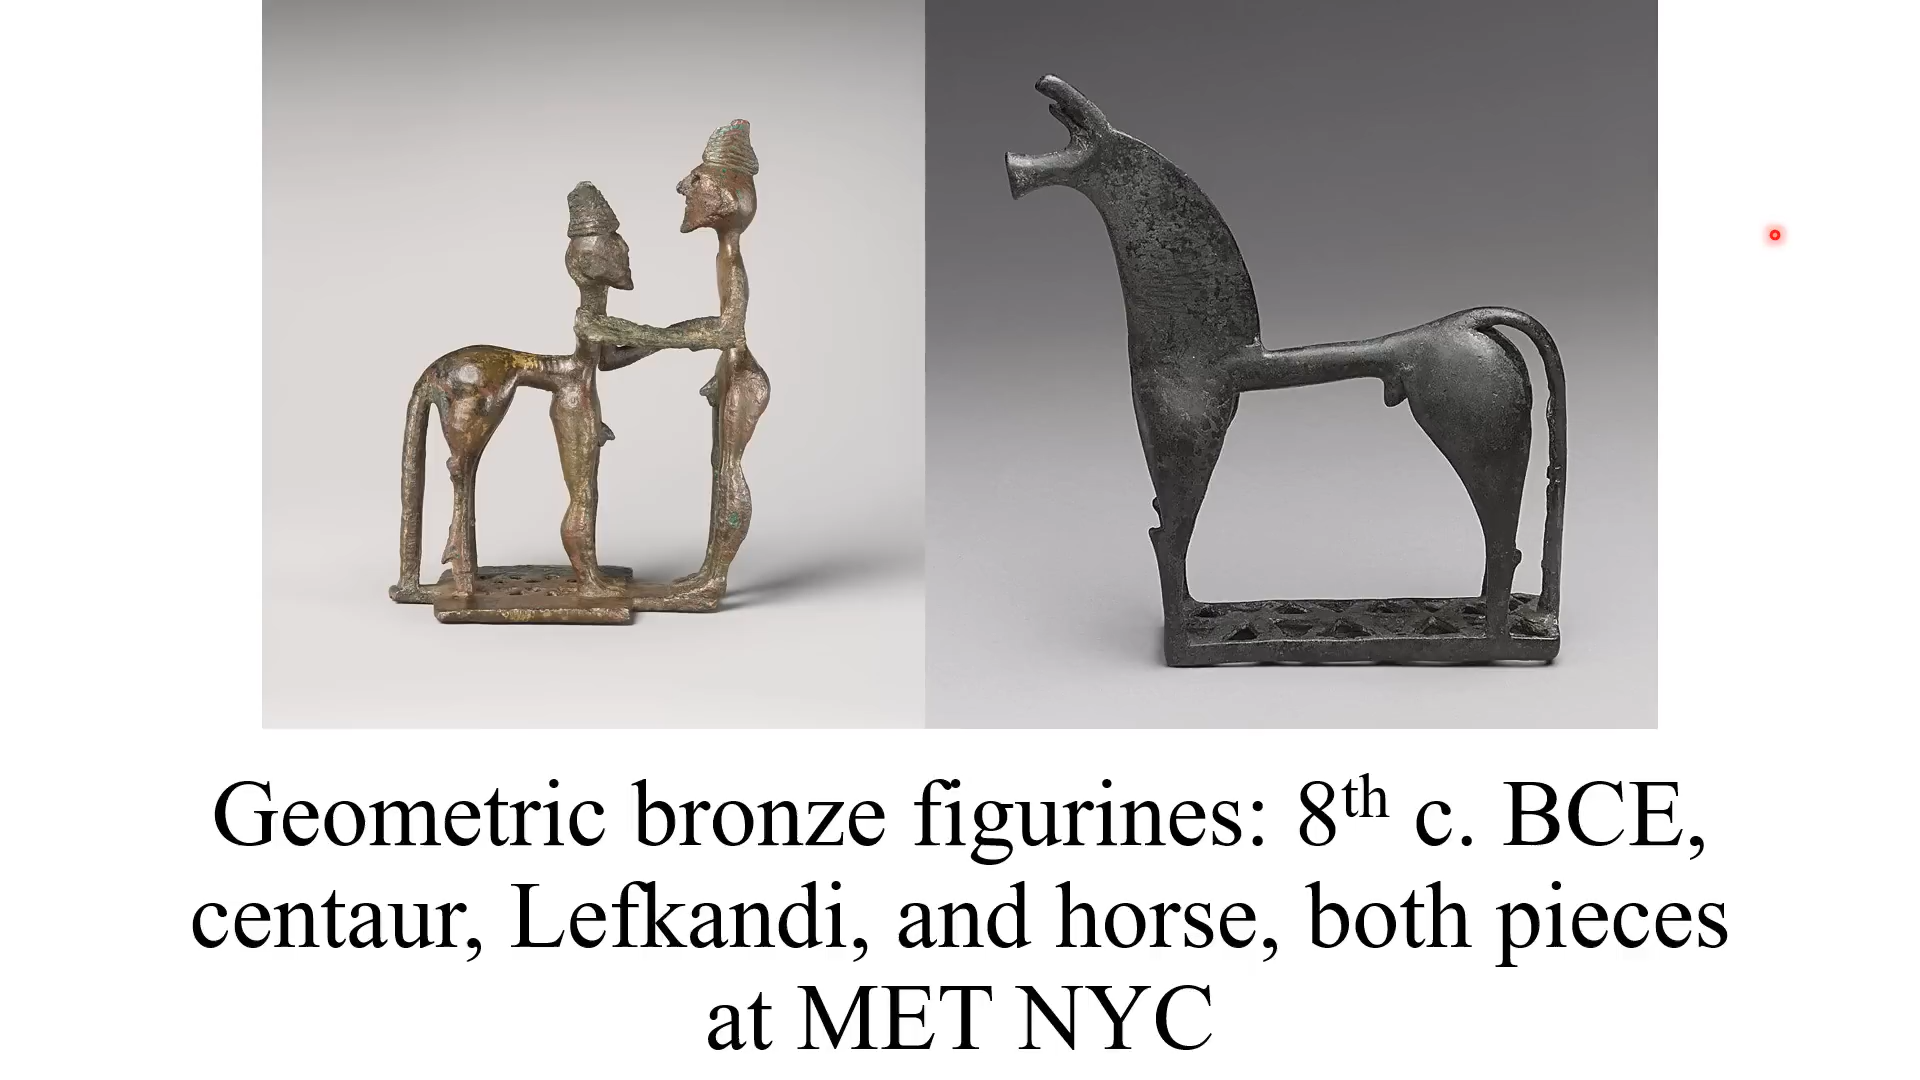 Geometric bronze figurines: 8th c. BCE,
centaur, Lefkandi, and horse, both pieces
at MET NYC